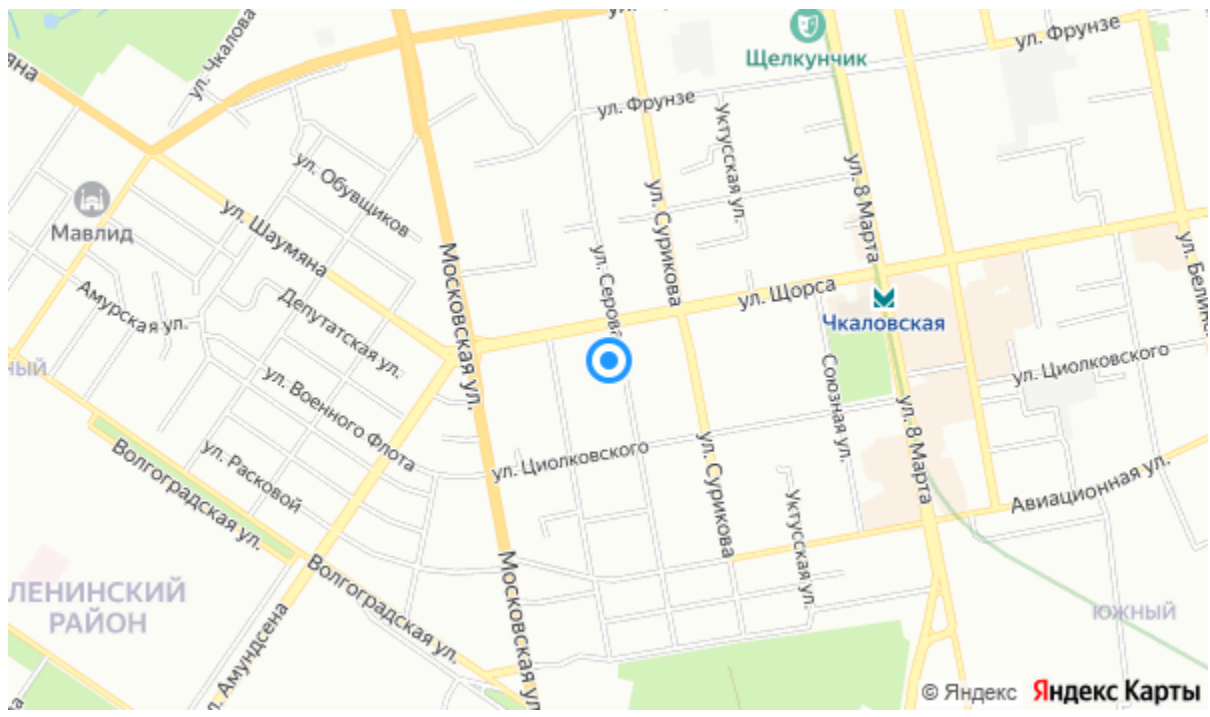 ул. Чкалова
Щелкунчик
ул. Фрунзе
ул. Фрунзе
Уктусская ул.
ул. Обувщиков
ул. 8 Марта
ул. Шаумяна
Мавлид
ул. Сурикова
ул. Серова
Московская ул.
ул. Щорса
Чкаловская
Амурская ул.
Депутатская ул.
ул. Циолковского
Союзная ул.
ул. Военного Флота
ул. 8 Марта
ул. Расковой
ул. Циолковского
ул. Сурикова
Авиационная ул.
Волгоградская ул.
Уктусская ул.
Московская ул.
Волгоградская ул.
ЛЕНИНСКИЙ
РАЙОН
ЮЖНЫЙ
Амундсена
© Яндекс Яндекс Карты